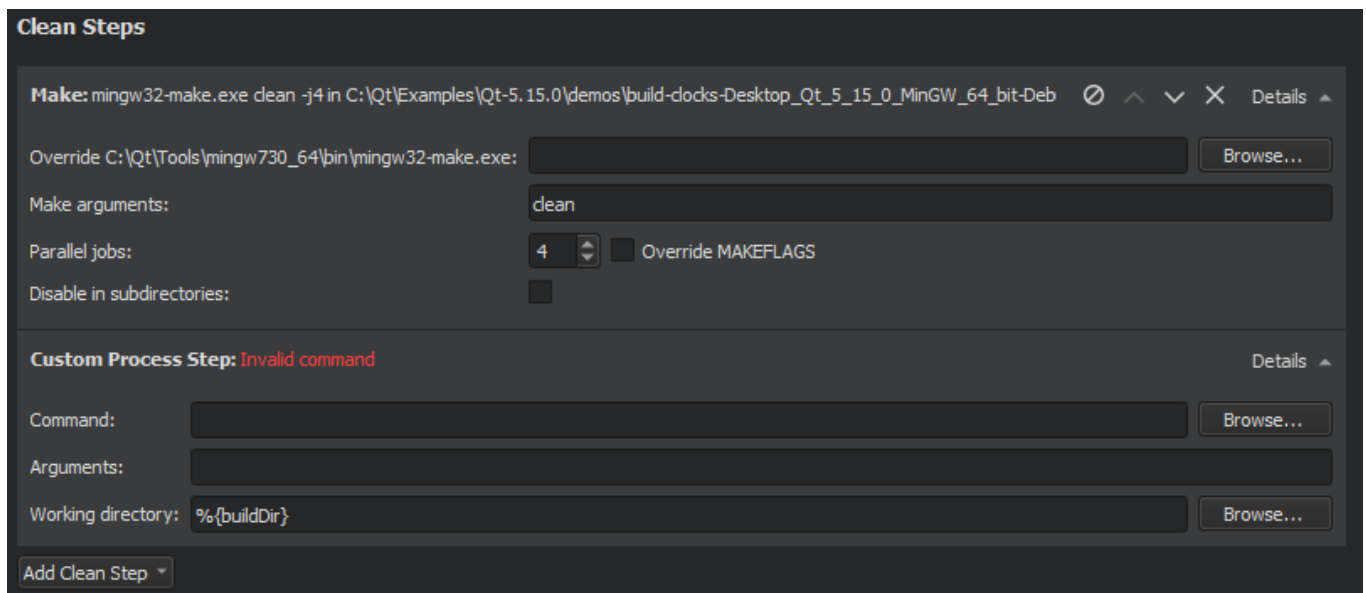 Clean Steps
Make: mingw32-make.exe clean -j4 in C:\Qt\Examples\Qt-5.15.0\demos\build-clocks-Desktop_Qt_5_15_0_MinGW_64_bit-Deb Details
Override C:\Qt\Tools\mingw730_64\bin\mingw32-make.exe: Browse...
Make arguments: clean
Parallel jobs: 4 Override MAKEFLAGS
Disable in subdirectories:
Custom Process Step: Invalid command Details
Command: Browse...
Arguments:
Working directory: %{buildDir} Browse...
Add Clean Step